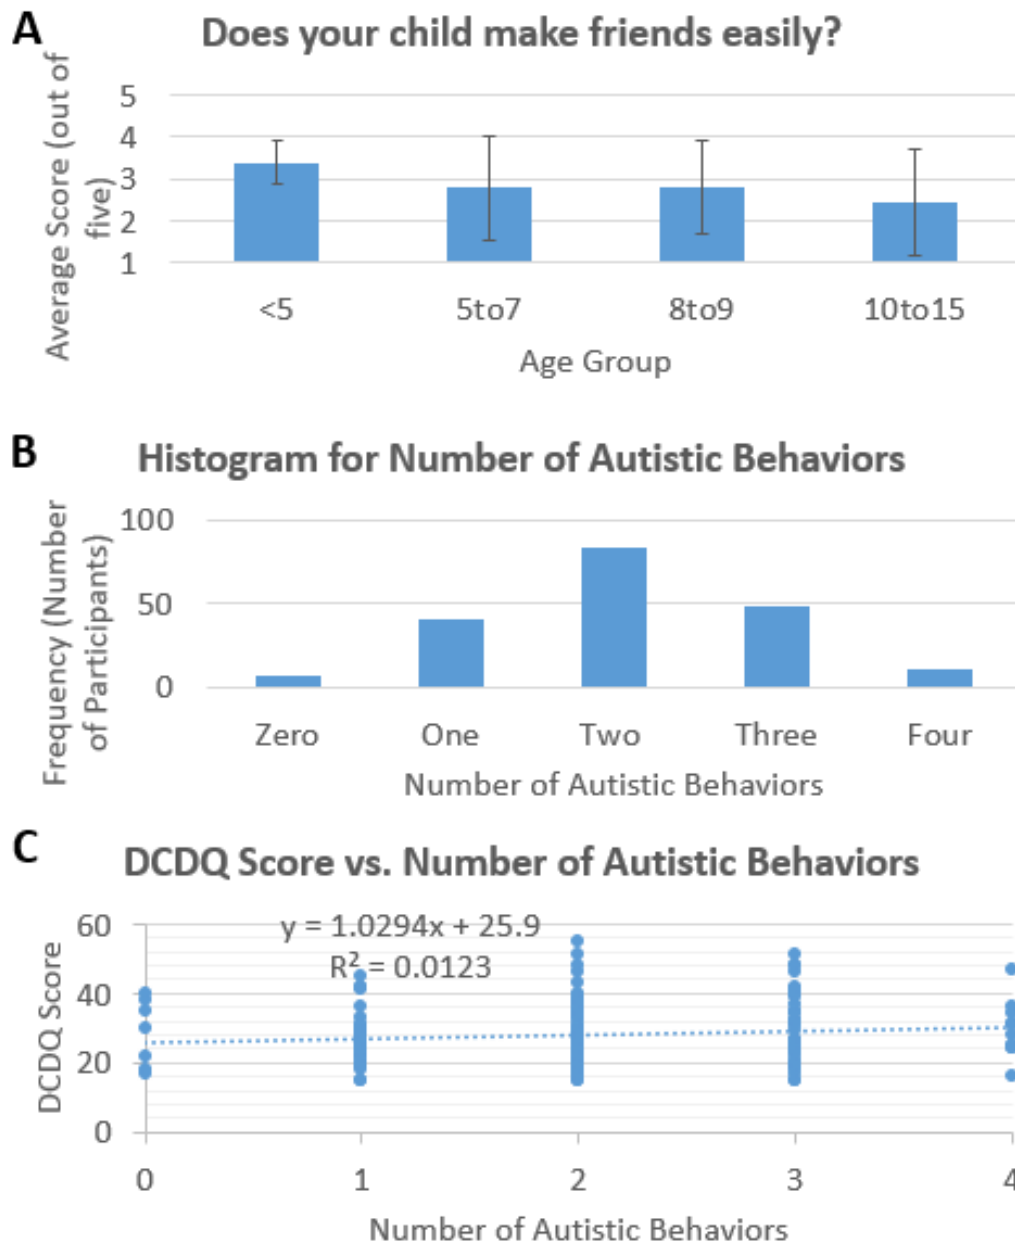 A
Does your child make friends easily?
Average Score (out of
five)
5
4
3
2
1
<5
5to7
8to9
10to15
Age Group
B
Histogram for Number of Autistic Behaviors
Frequency (Number
of Participants)
100
50
0
Zero
One
Two
Three
Four
Number of Autistic Behaviors
C
DCDQ Score vs. Number of Autistic Behaviors
DCDQ Score
60
40
20
0
y = 1.0294x + 25.9
R² = 0.0123
0
1
2
3
4
Number of Autistic Behaviors